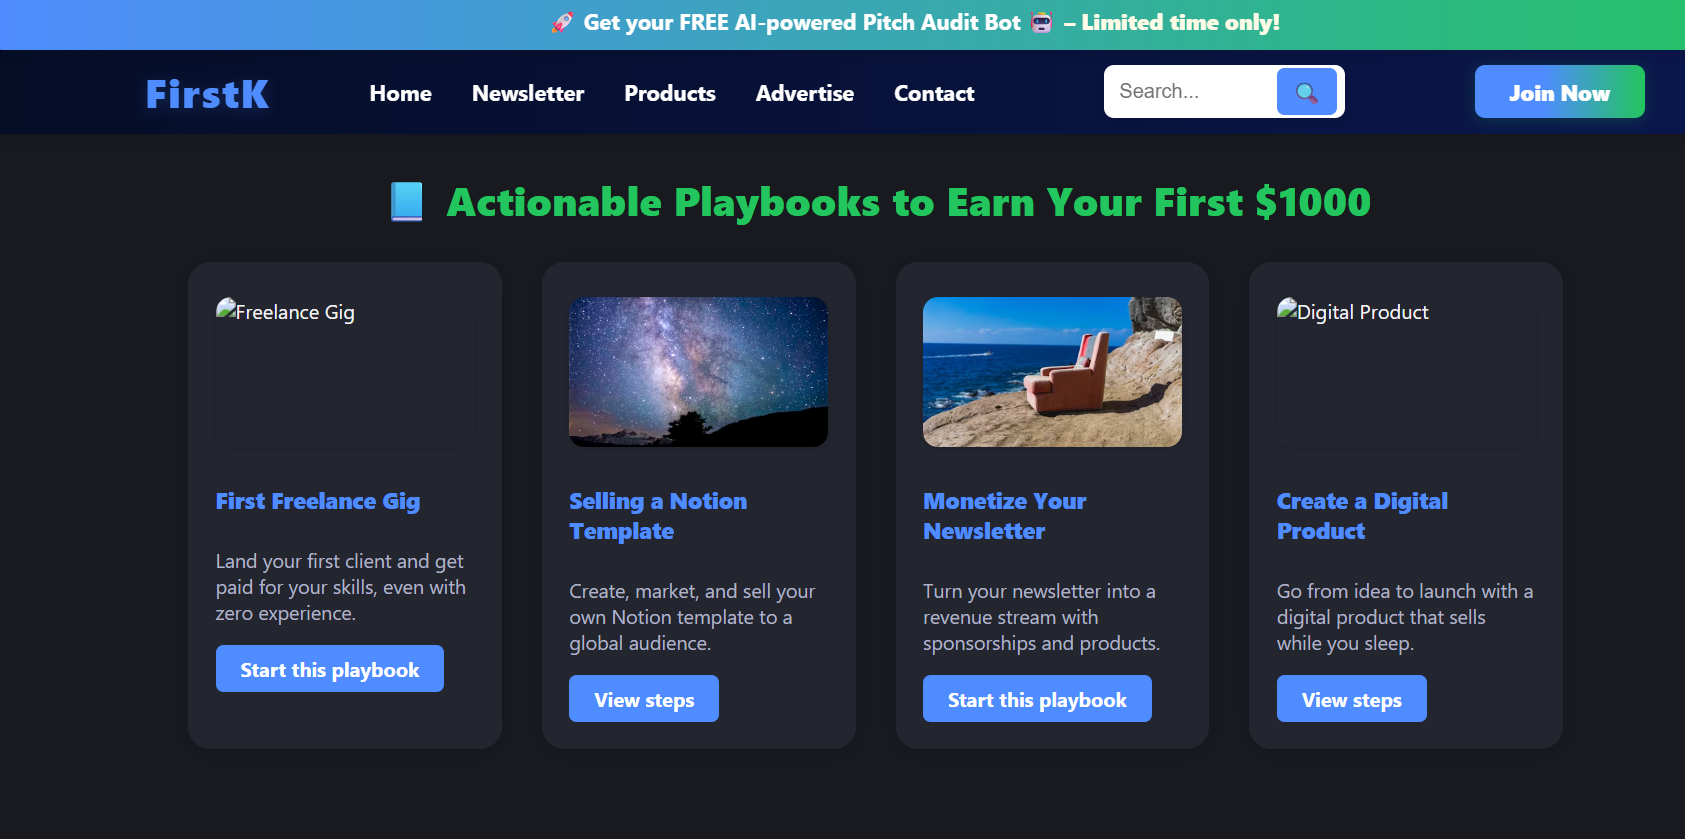 🚀 Get your FREE AI-powered Pitch Audit Bot 🤖 – Limited time only!
FirstK
Home
Newsletter
Products
Advertise
Contact
Search...
Join Now
📘 Actionable Playbooks to Earn Your First $1000
Freelance Gig
First Freelance Gig
Land your first client and get
paid for your skills, even with
zero experience.
Start this playbook
Selling a Notion
Template
Create, market, and sell your
own Notion template to a
global audience.
View steps
Monetize Your
Newsletter
Turn your newsletter into a
revenue stream with
sponsorships and products.
Start this playbook
Digital Product
Create a Digital
Product
Go from idea to launch with a
digital product that sells
while you sleep.
View steps